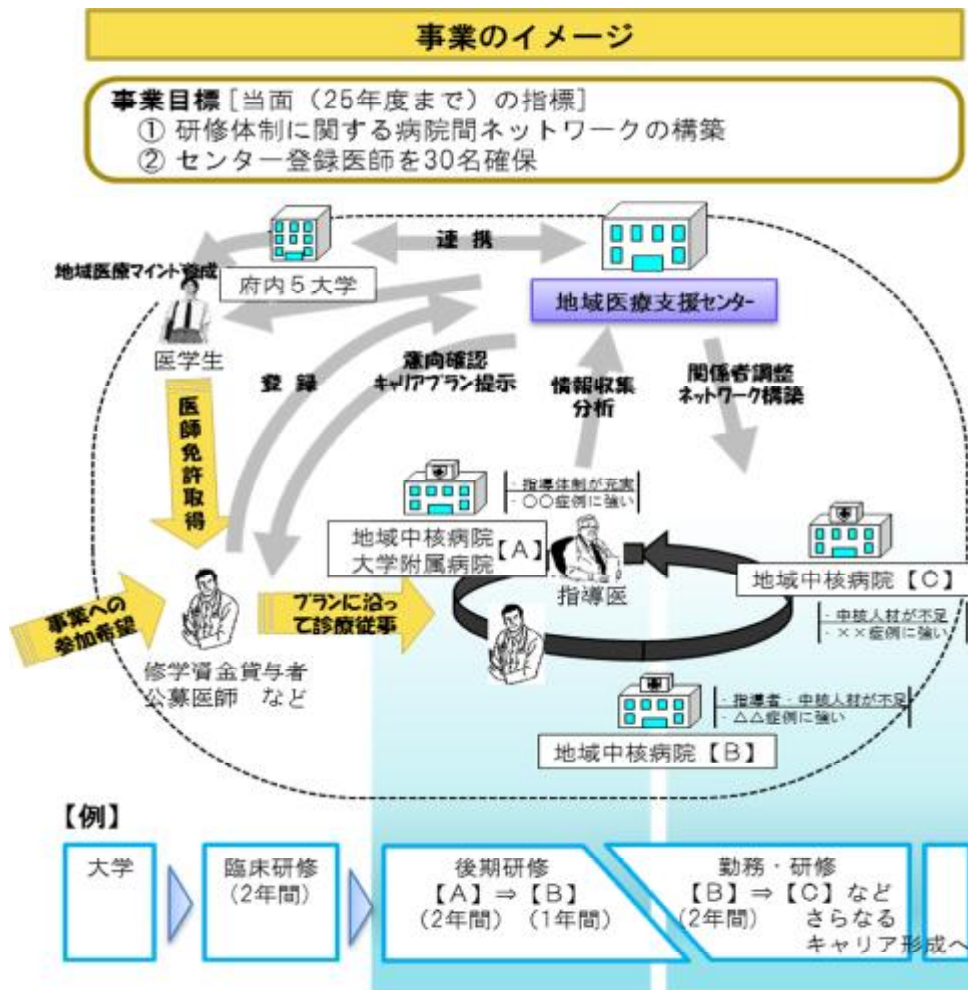 事業のイメージ
事業目標[当面（25年度まで）の指標]
① 研修体制に関する病院間ネットワークの構築
② センター登録医師を30名確保
連 携
地域医療マインド育成
府内５大学
地域医療支援センター
医学生
登 録
意向確認
キャリアプラン提示
情報収集
分析
関係者調整
ネットワーク構築
医師免許取得
・指導体制が充実
・○○症例に強い
地域中核病院
大学附属病院
【A】
指導医
地域中核病院【C】
・中核人材が不足
・××症例に強い
事業への
参加希望
プランに沿っ
て診療従事
修学資金貸与者
公募医師 など
・指導者・中核人材が不足
・△△症例に強い
地域中核病院【B】
【例】
大学
臨床研修
(2年間)
後期研修
【A】⇒【B】
(2年間) (1年間)
勤務・研修
【B】⇒【C】など
(2年間) さらなる
キャリア形成へ